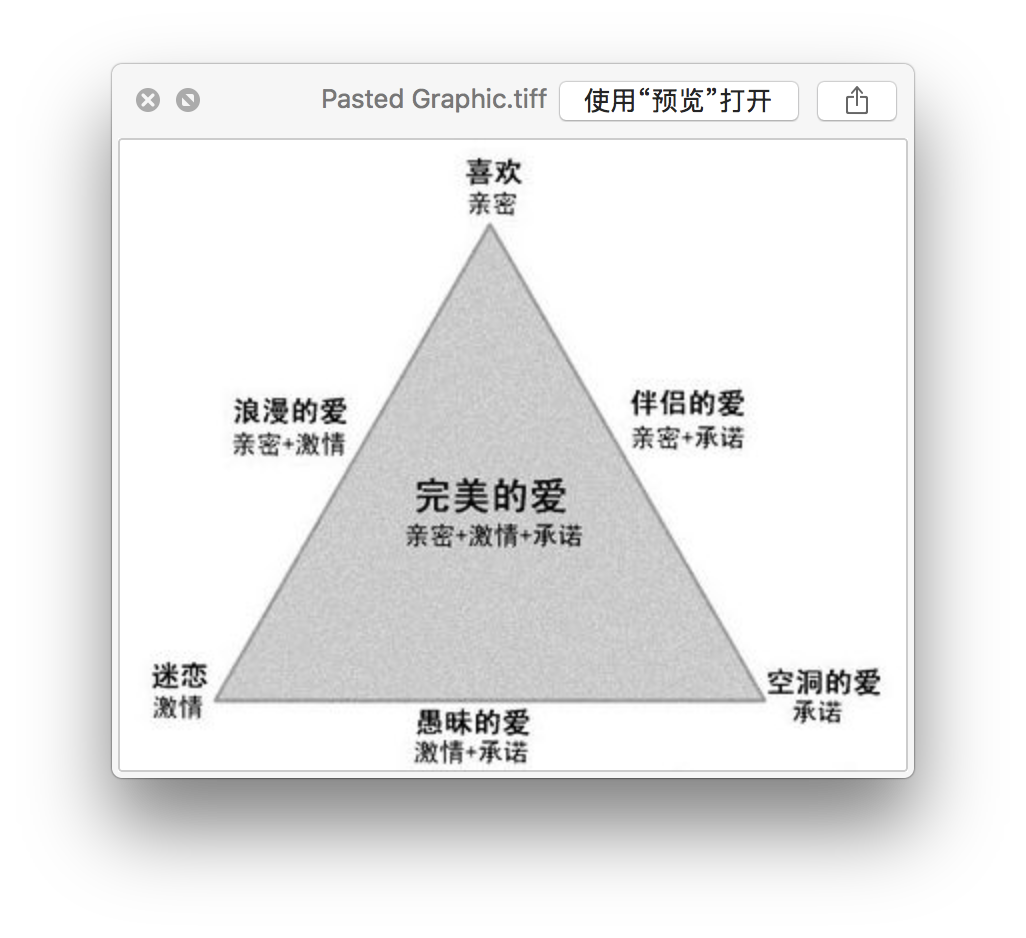 Pasted Graphic.tiff
使用“预览”打开
喜欢
亲密
浪漫的爱
亲密+激情
伴侣的爱
亲密+承诺
完美的爱
亲密+激情+承诺
迷恋
激情
空洞的爱
承诺
愚昧的爱
激情+承诺